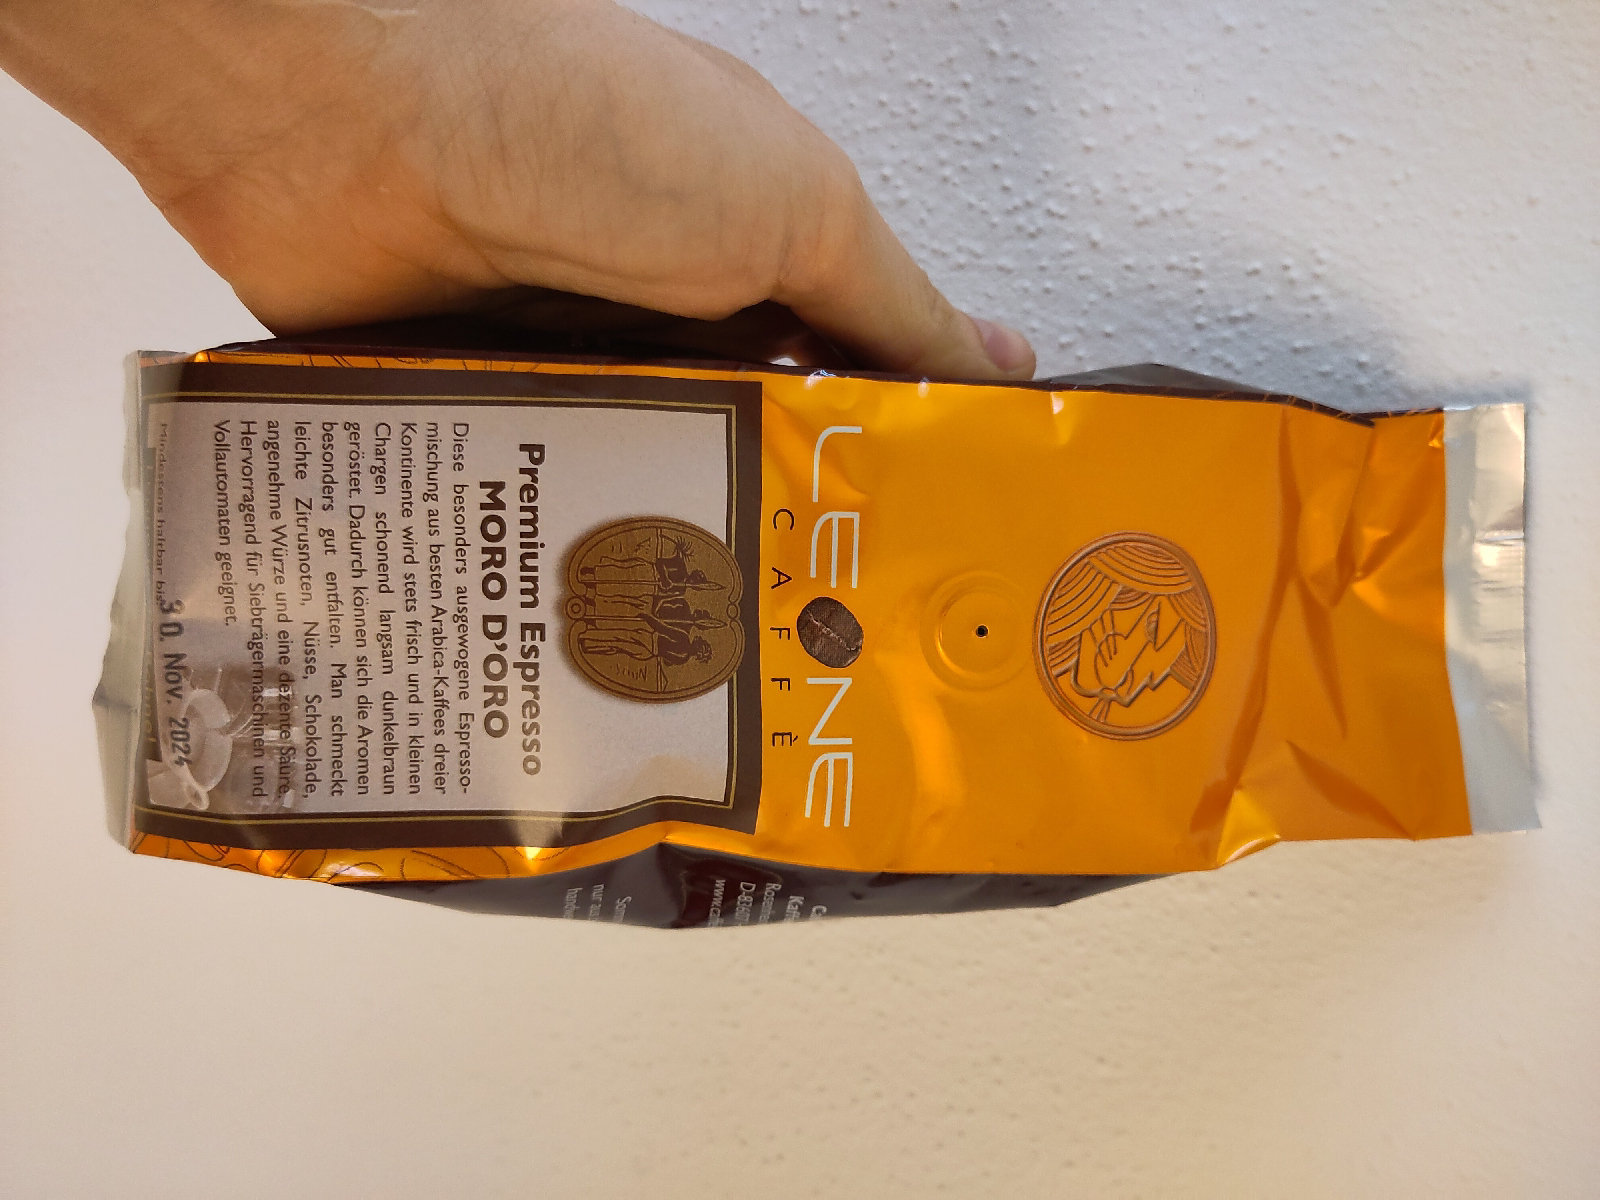 LEONE
CAFFÈ
Premium Espresso
MORO D'ORO
Diese besonders ausgewogene Espresso-
mischung aus besten Arabica-Kaffees dreier
Kontinente wird stets frisch und in kleinen
Chargen schonend langsam dunkelbraun
geröstet. Dadurch können sich die Aromen
besonders gut entfalten. Man schmeckt
leichte Zitrusnoten, Nüsse, Schokolade,
angenehme Würze und eine dezente Säure.
Hervorragend für Siebträgermaschinen und
Vollautomaten geeignet.
Mindestens haltbar bis:
30. Nov. 2024
D-83607